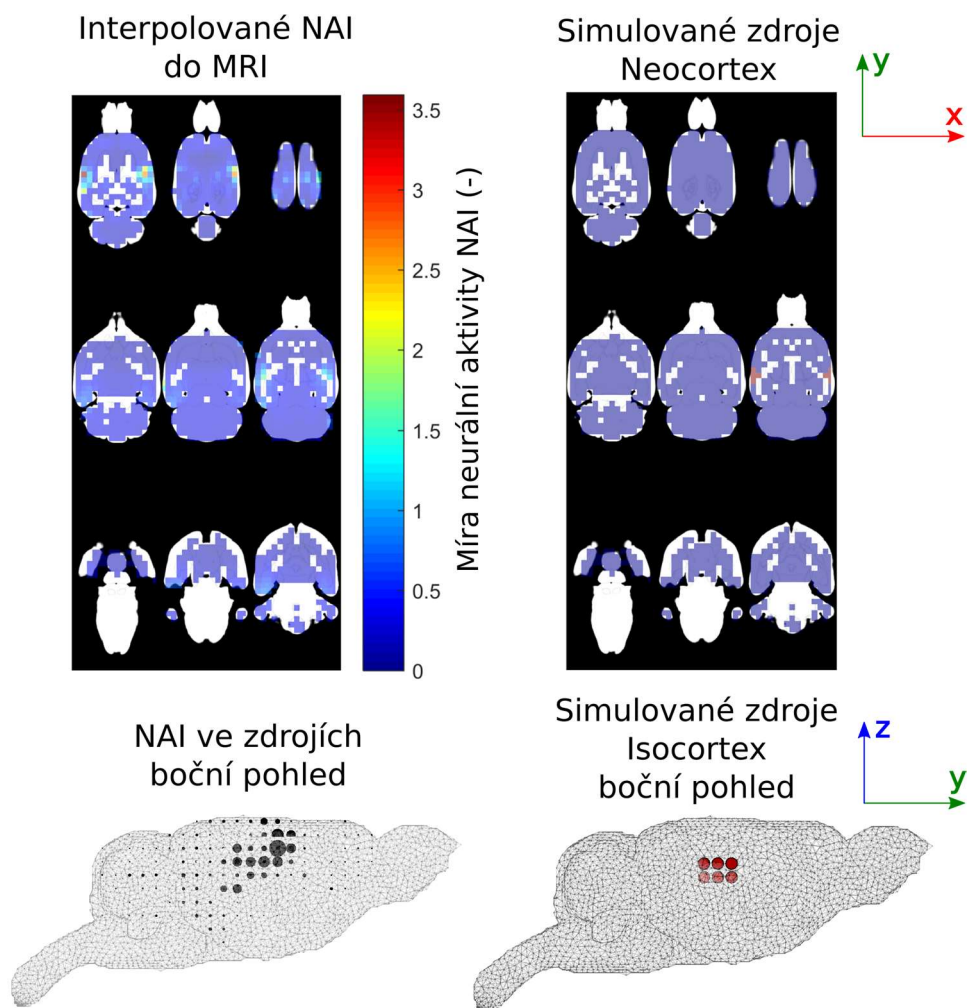 Interpolované NAI
do MRI
Simulované zdroje
Neocortex
y
x
3.5
3
2.5
2
1.5
1
0.5
0
Míra neurální aktivity NAI (-)
NAI ve zdrojích
boční pohled
Simulované zdroje
Isocortex
boční pohled
z
y